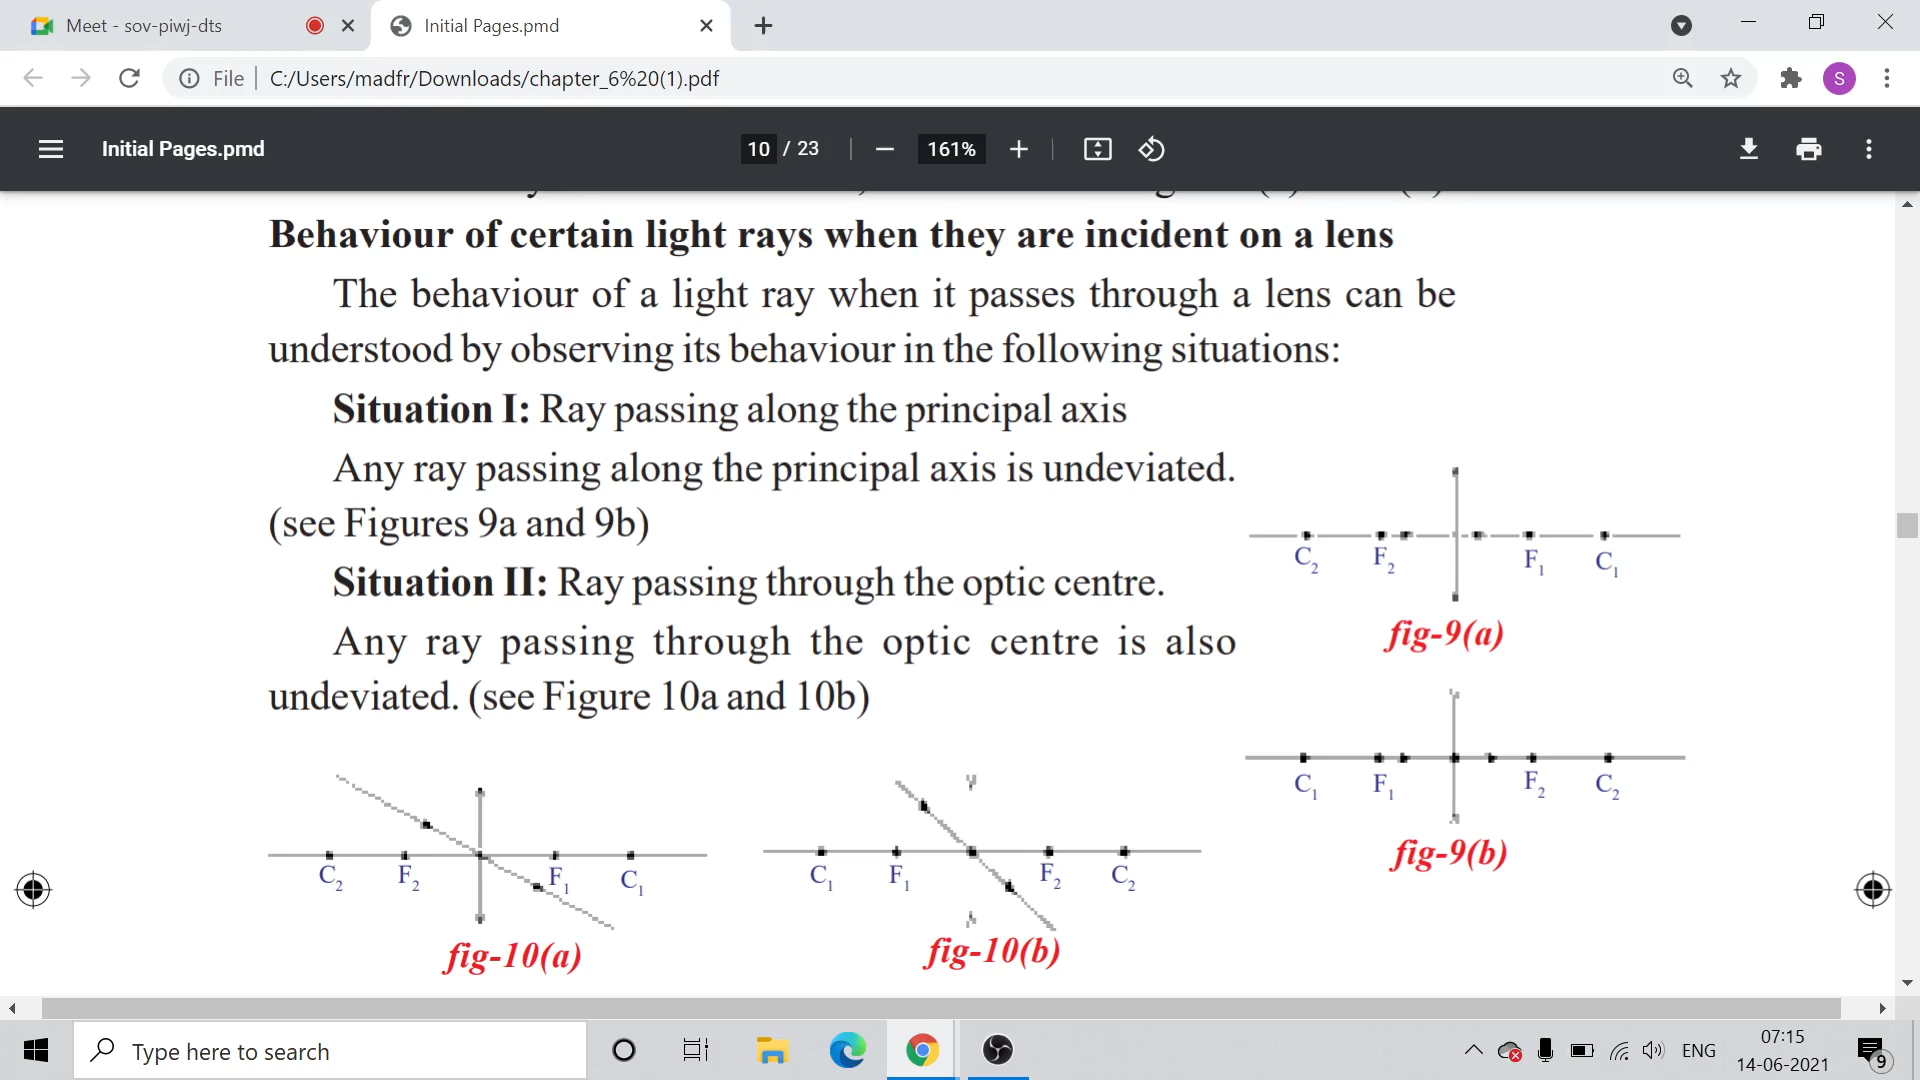 Meet - sov-piwj-dts
Initial Pages.pmd
File
C:/Users/madfr/Downloads/chapter_6%20(1).pdf
S
Initial Pages.pmd
10 / 23
161%
Behaviour of certain light rays when they are incident on a lens
The behaviour of a light ray when it passes through a lens can be
understood by observing its behaviour in the following situations:
Situation I: Ray passing along the principal axis
Any ray passing along the principal axis is undeviated.
(see Figures 9a and 9b)
C₂ F₂ F₁ C₁
fig-9(a)
Situation II: Ray passing through the optic centre.
Any ray passing through the optic centre is also
undeviated. (see Figure 10a and 10b)
C₁ F₁ F₂ C₂
fig-9(b)
C₂ F₂ F₁ C₁
fig-10(a)
C₁ F₁ F₂ C₂
fig-10(b)
Type here to search
ENG
07:15
14-06-2021
9